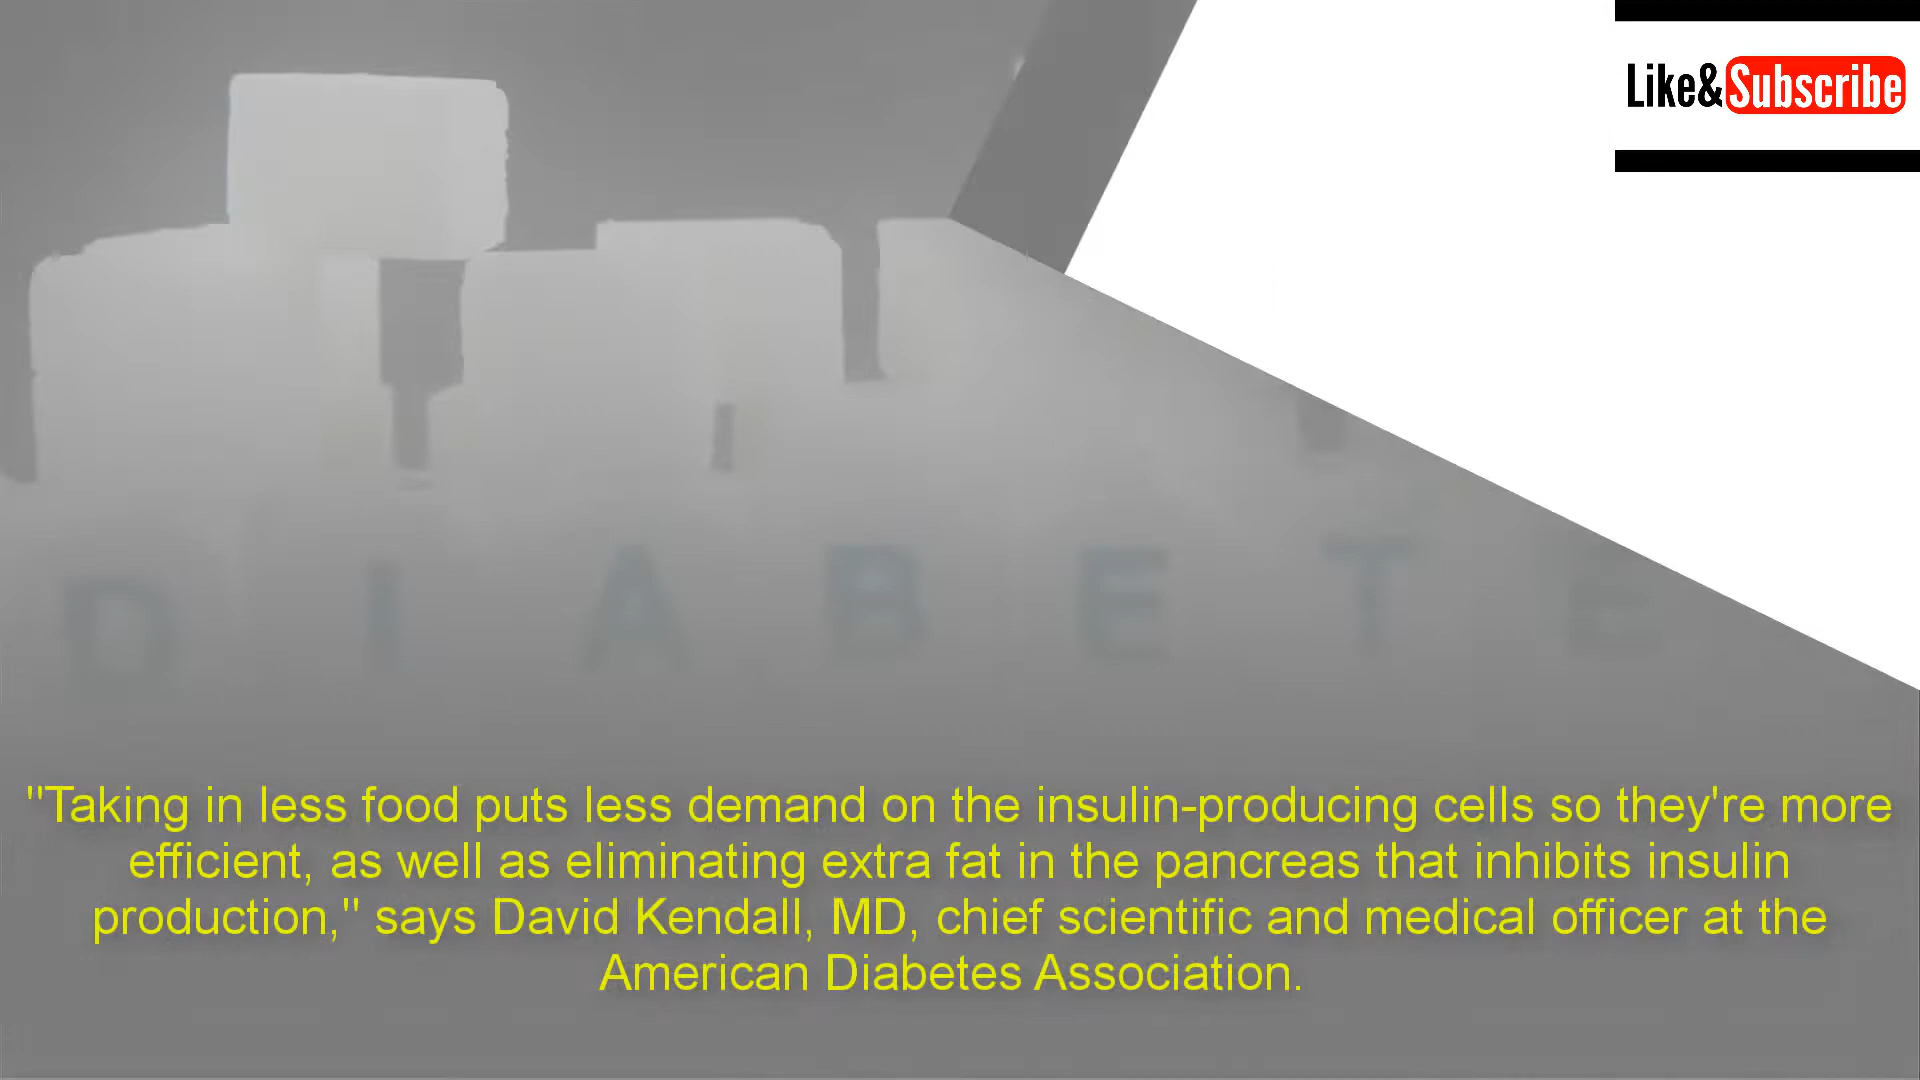 Like&Subscribe
D I A B E T E
"Taking in less food puts less demand on the insulin-producing cells so they're more
efficient, as well as eliminating extra fat in the pancreas that inhibits insulin
production," says David Kendall, MD, chief scientific and medical officer at the
American Diabetes Association.